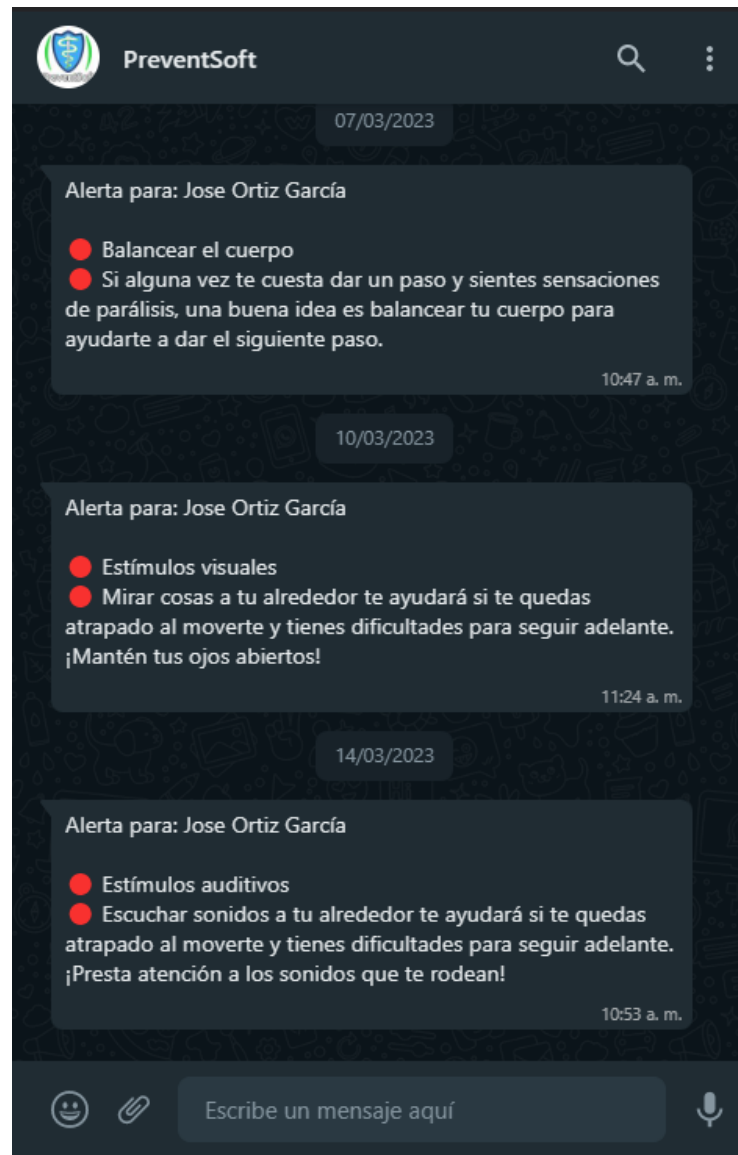 PreventSoft
07/03/2023
Alerta para: Jose Ortiz García
Balancear el cuerpo
Si alguna vez te cuesta dar un paso y sientes sensaciones
de parálisis, una buena idea es balancear tu cuerpo para
ayudarte a dar el siguiente paso.
10:47 a. m.
10/03/2023
Alerta para: Jose Ortiz García
Estímulos visuales
Mirar cosas a tu alrededor te ayudará si te quedas
atrapado al moverte y tienes dificultades para seguir adelante.
¡Mantén tus ojos abiertos!
11:24 a. m.
14/03/2023
Alerta para: Jose Ortiz García
Estímulos auditivos
Escuchar sonidos a tu alrededor te ayudará si te quedas
atrapado al moverte y tienes dificultades para seguir adelante.
¡Presta atención a los sonidos que te rodean!
10:53 a. m.
Escribe un mensaje aquí